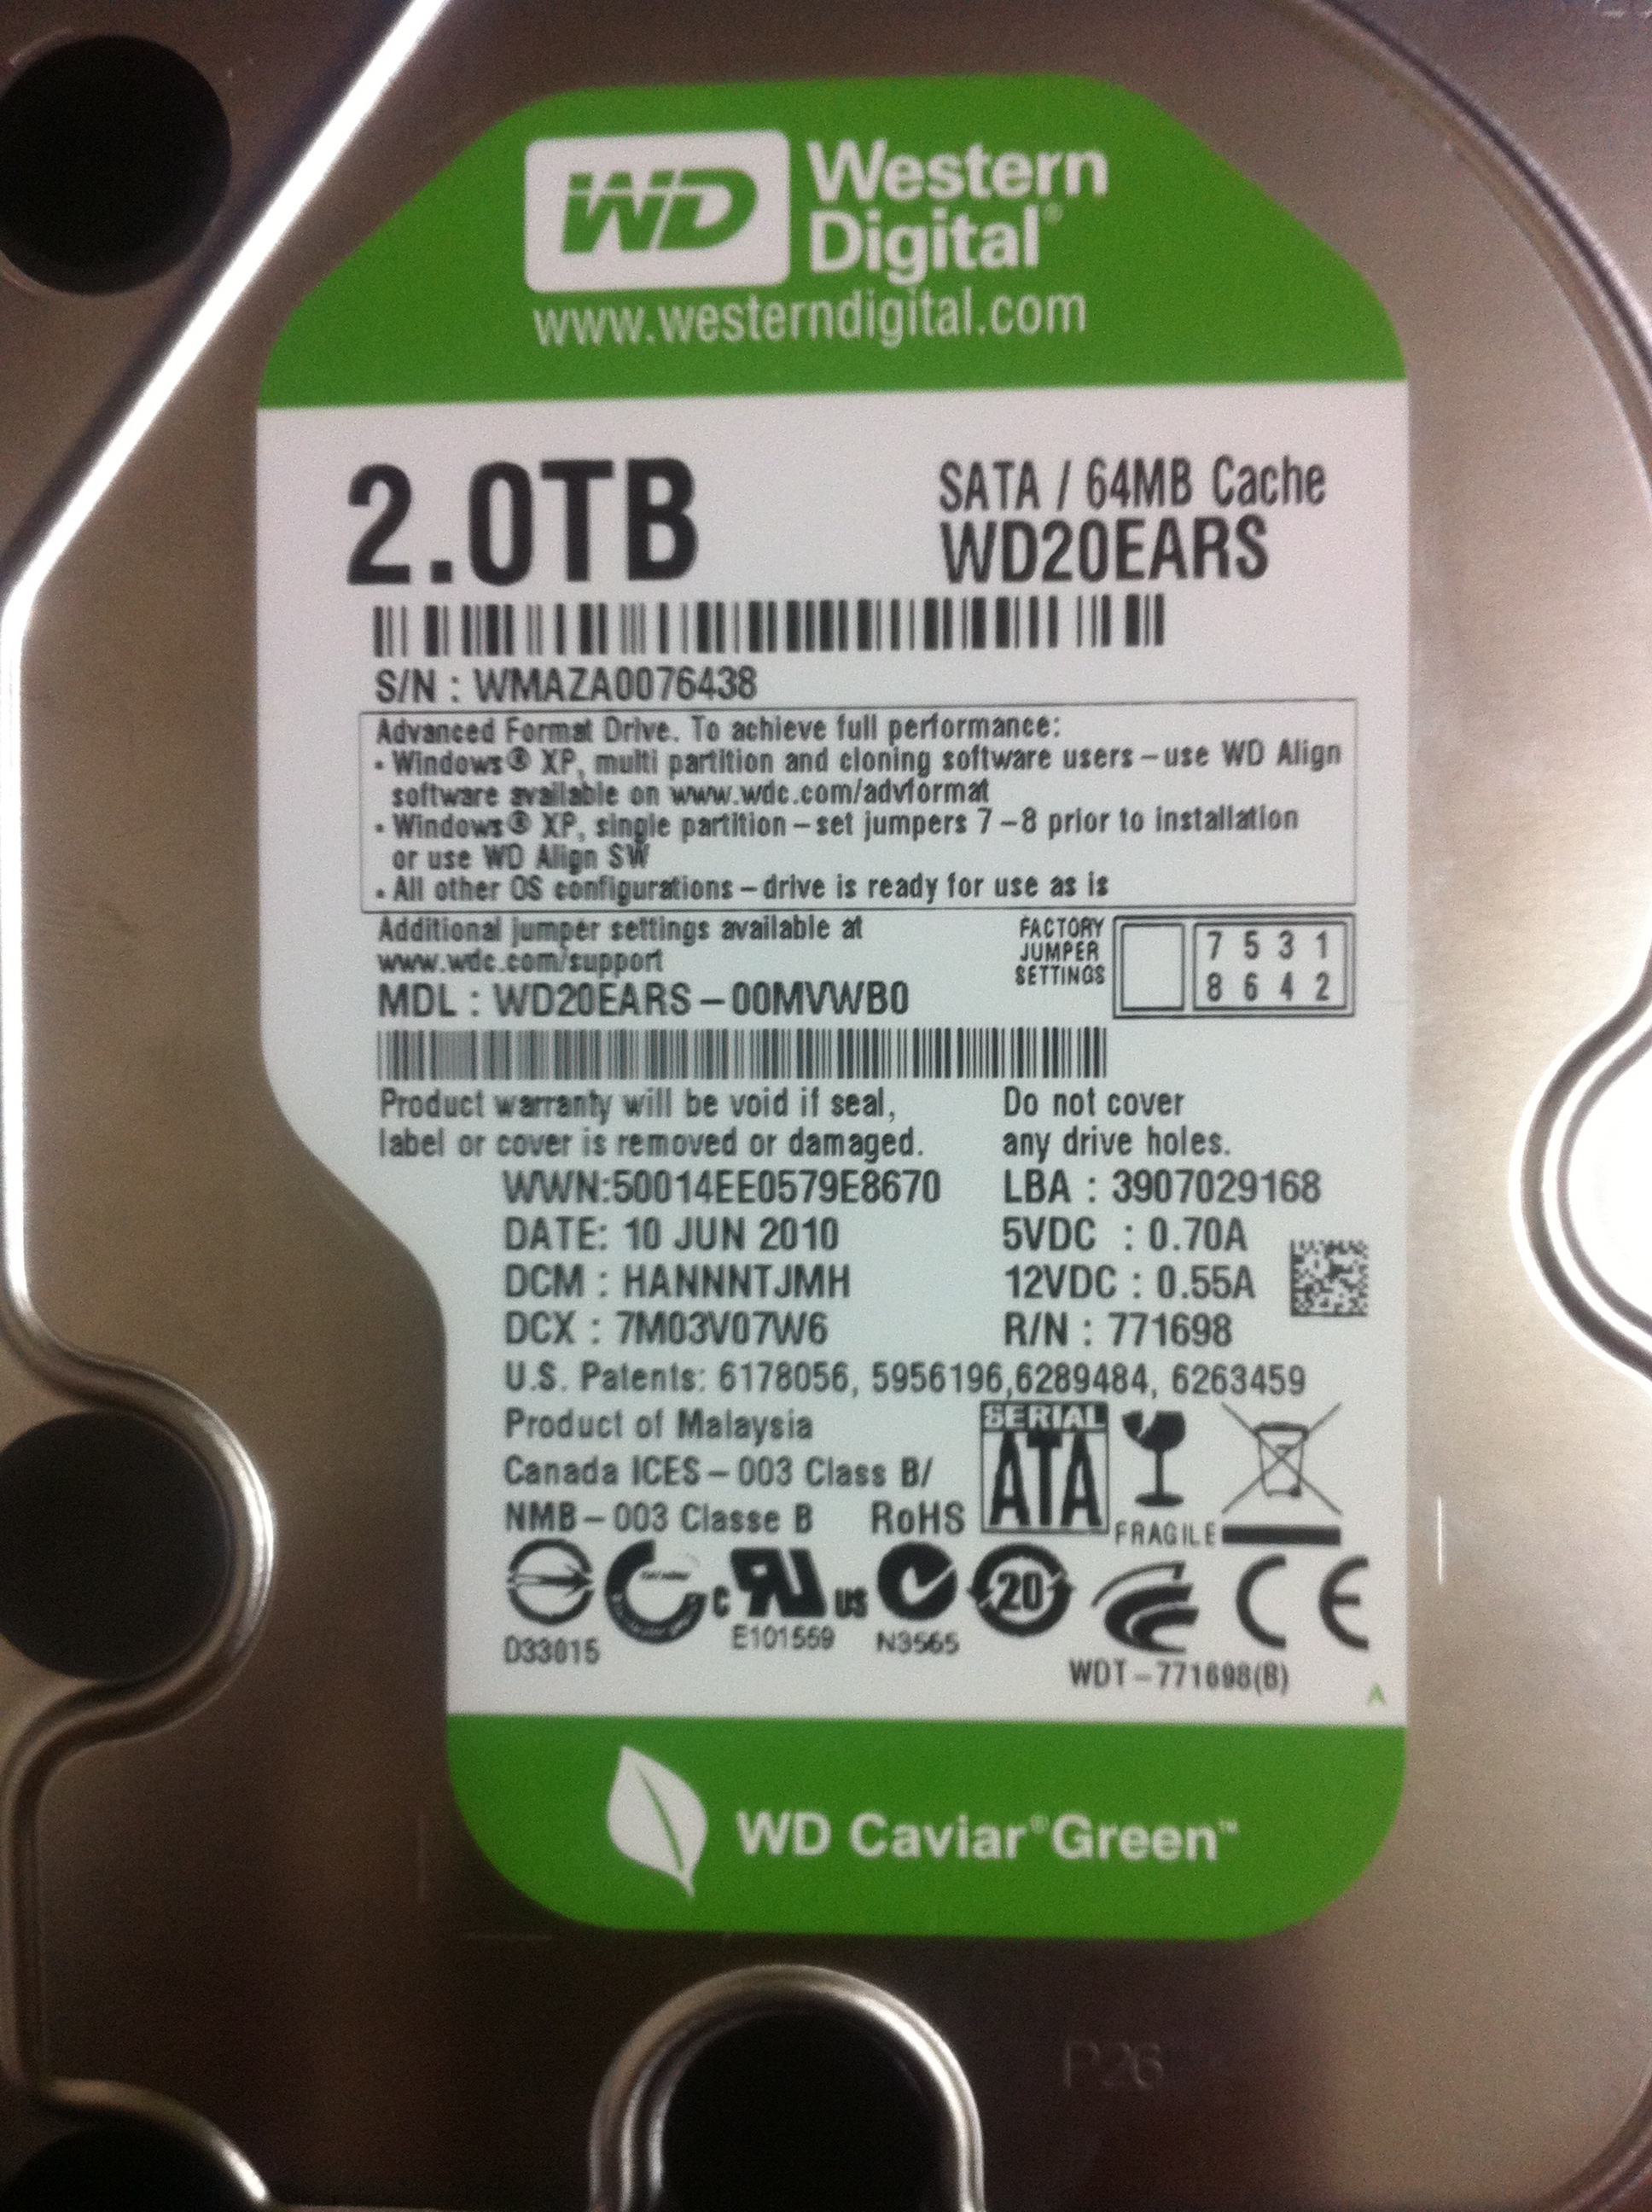 WD Western
Digital®
www.westerndigital.com
2.0TB
SATA / 64MB Cache
WD20EARS
S/N : WMAZA0076438
Advanced Format Drive. To achieve full performance:
• Windows® XP, multi partition and cloning software users – use WD Align
software available on www.wdc.com/advformat
• Windows® XP, single partition – set jumpers 7 – 8 prior to installation
or use WD Align SW
• All other OS configurations – drive is ready for use as is
Additional jumper settings available at
www.wdc.com/support
FACTORY
JUMPER
SETTINGS
7 5 3 1
8 6 4 2
MDL : WD20EARS – 00MVWB0
Product warranty will be void if seal,
label or cover is removed or damaged.
Do not cover
any drive holes.
WWN:50014EE0579E8670 LBA : 3907029168
DATE: 10 JUN 2010 5VDC : 0.70A
DCM : HANNNTJMH 12VDC : 0.55A
DCX : 7M03V07W6 R/N : 771698
U.S. Patents: 6178056, 5956196,6289484, 6263459
Product of Malaysia
Canada ICES – 003 Class B/
NMB – 003 Classe B RoHS
SERIAL
ATA
FRAGILE
c US
20
CE
D33015
E101559
N3565
WDT – 771698(B)
A
WD Caviar® Green™
P26